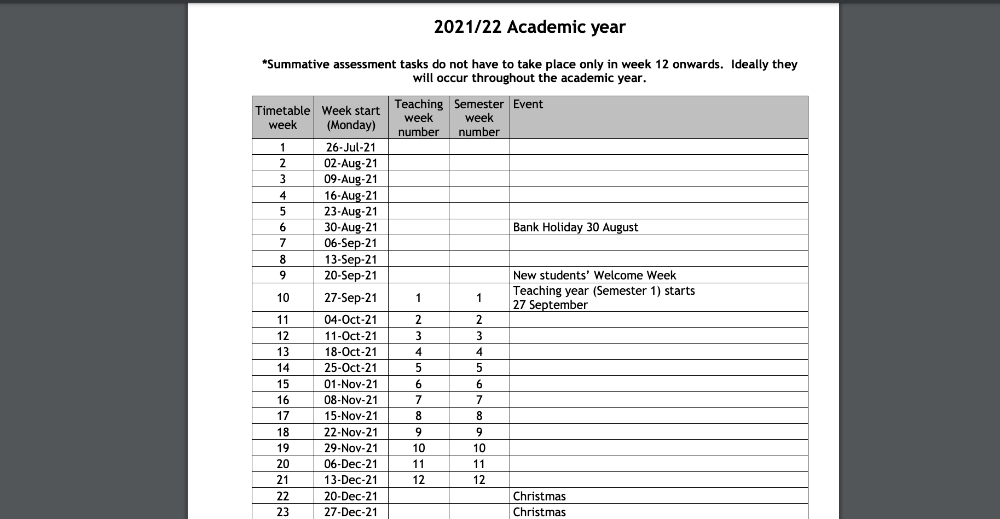 2021/22 Academic year
*Summative assessment tasks do not have to take place only in week 12 onwards.  Ideally they
will occur throughout the academic year.
Timetable week | Week start (Monday) | Teaching week number | Semester week number | Event
1 | 26-Jul-21
2 | 02-Aug-21
3 | 09-Aug-21
4 | 16-Aug-21
5 | 23-Aug-21
6 | 30-Aug-21 | Bank Holiday 30 August
7 | 06-Sep-21
8 | 13-Sep-21
9 | 20-Sep-21 | New students’ Welcome Week
10 | 27-Sep-21 | 1 | 1 | Teaching year (Semester 1) starts
27 September
11 | 04-Oct-21 | 2 | 2
12 | 11-Oct-21 | 3 | 3
13 | 18-Oct-21 | 4 | 4
14 | 25-Oct-21 | 5 | 5
15 | 01-Nov-21 | 6 | 6
16 | 08-Nov-21 | 7 | 7
17 | 15-Nov-21 | 8 | 8
18 | 22-Nov-21 | 9 | 9
19 | 29-Nov-21 | 10 | 10
20 | 06-Dec-21 | 11 | 11
21 | 13-Dec-21 | 12 | 12
22 | 20-Dec-21 | Christmas
23 | 27-Dec-21 | Christmas